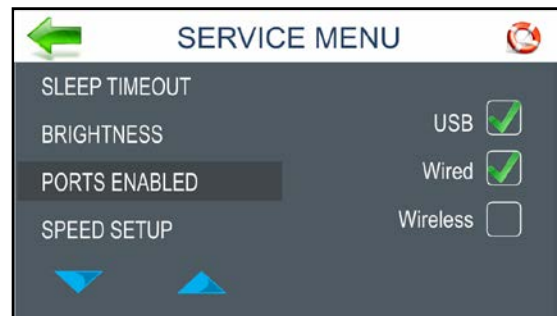 SERVICE MENU
SLEEP TIMEOUT
BRIGHTNESS
PORTS ENABLED
SPEED SETUP
USB
Wired
Wireless